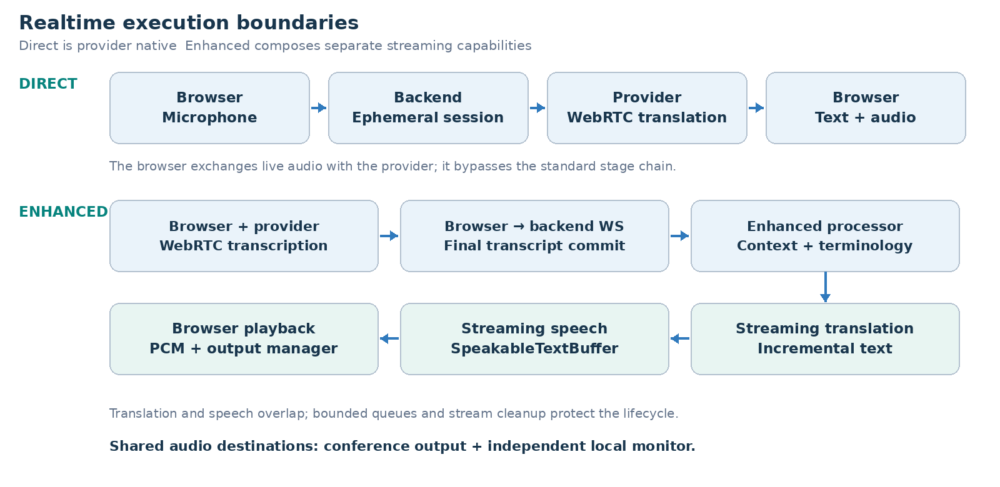 Realtime execution boundaries
Direct is provider native  Enhanced composes separate streaming capabilities
DIRECT
Browser
Microphone
Backend
Ephemeral session
Provider
WebRTC translation
Browser
Text + audio
The browser exchanges live audio with the provider; it bypasses the standard stage chain.
ENHANCED
Browser + provider
WebRTC transcription
Browser → backend WS
Final transcript commit
Enhanced processor
Context + terminology
Browser playback
PCM + output manager
Streaming speech
SpeakableTextBuffer
Streaming translation
Incremental text
Translation and speech overlap; bounded queues and stream cleanup protect the lifecycle.
Shared audio destinations: conference output + independent local monitor.